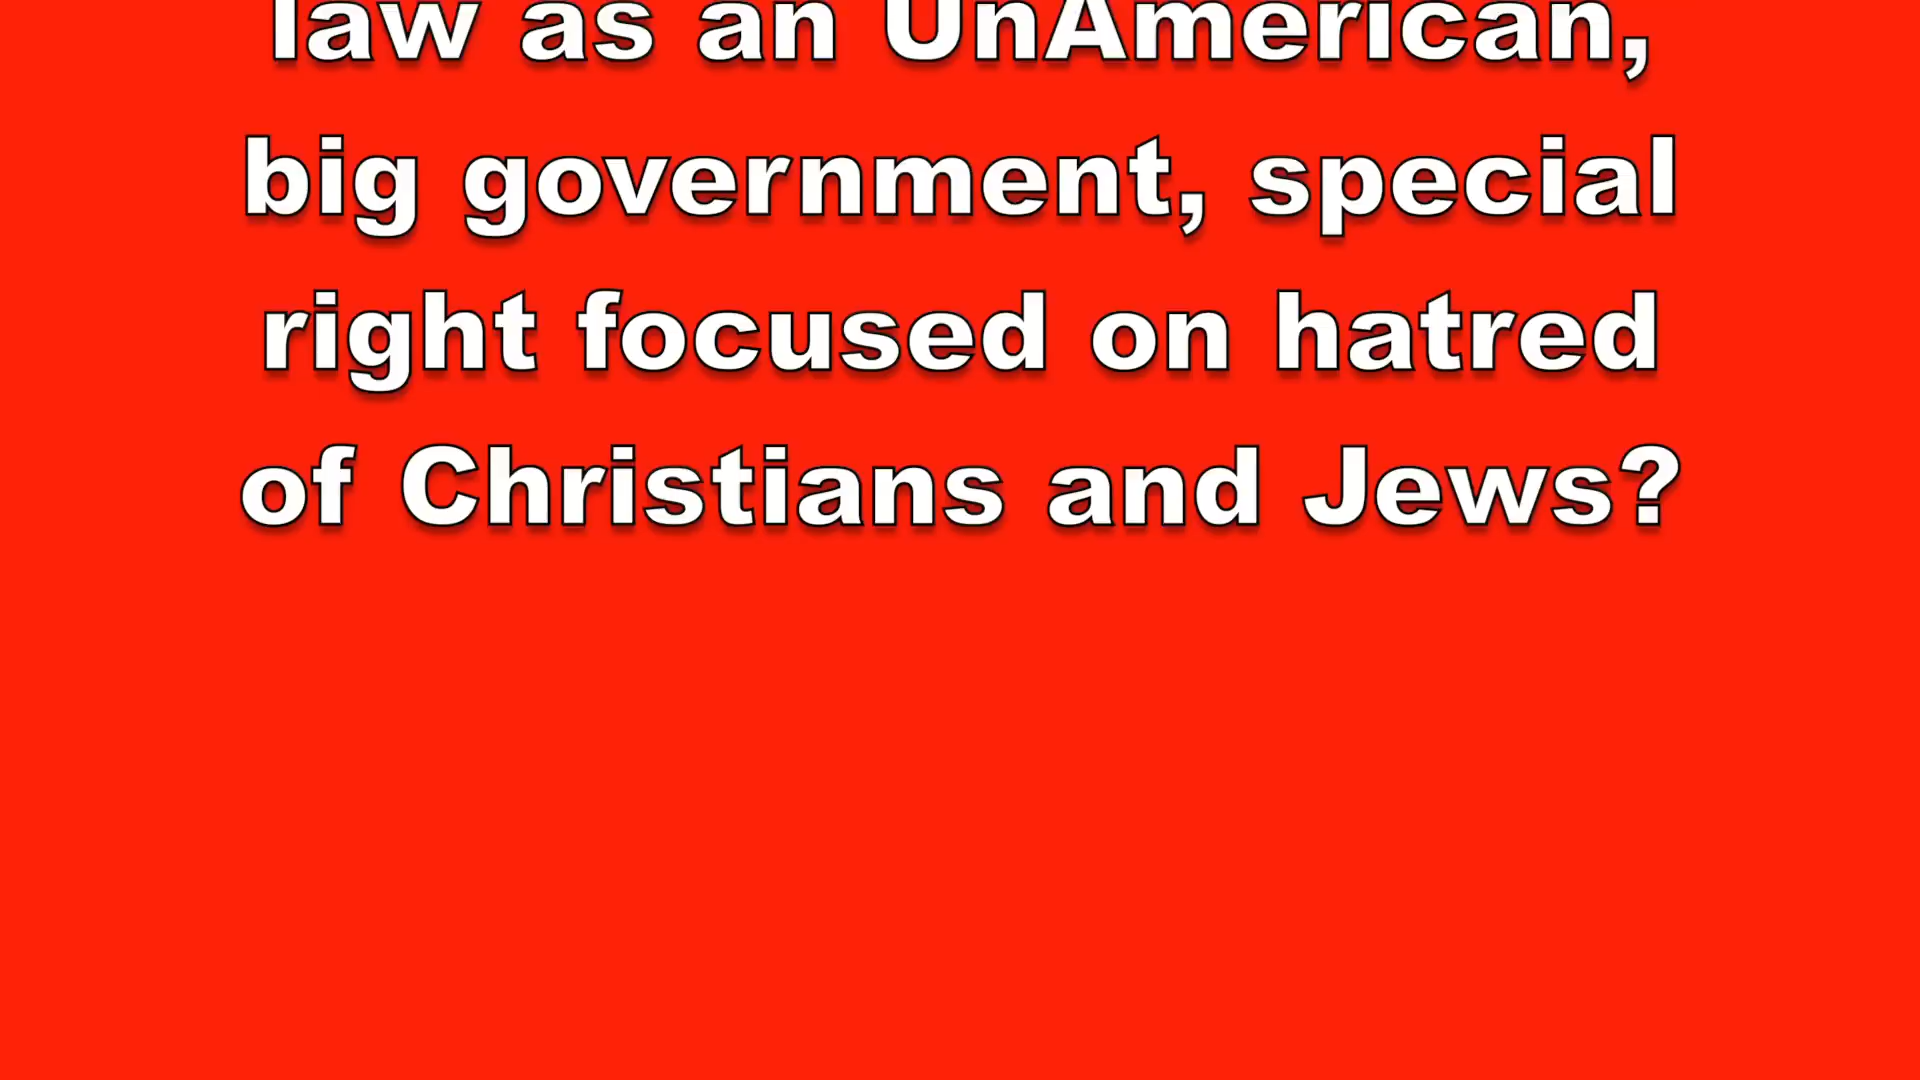 law as an UnAmerican,
big government, special
right focused on hatred
of Christians and Jews?